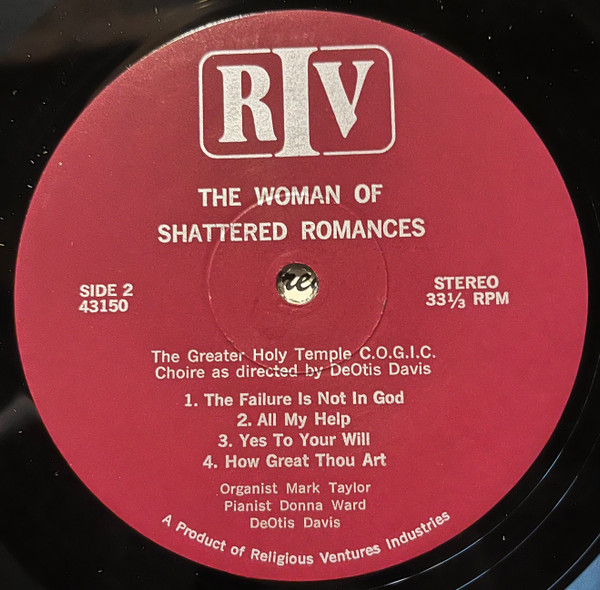 RIV
THE WOMAN OF
SHATTERED ROMANCES
SIDE 2
43150
STEREO
33⅓ RPM
The Greater Holy Temple C.O.G.I.C.
Choire as directed by DeOtis Davis
1. The Failure Is Not In God
2. All My Help
3. Yes To Your Will
4. How Great Thou Art
Organist Mark Taylor
Pianist Donna Ward
DeOtis Davis
A Product of Religious Ventures Industries